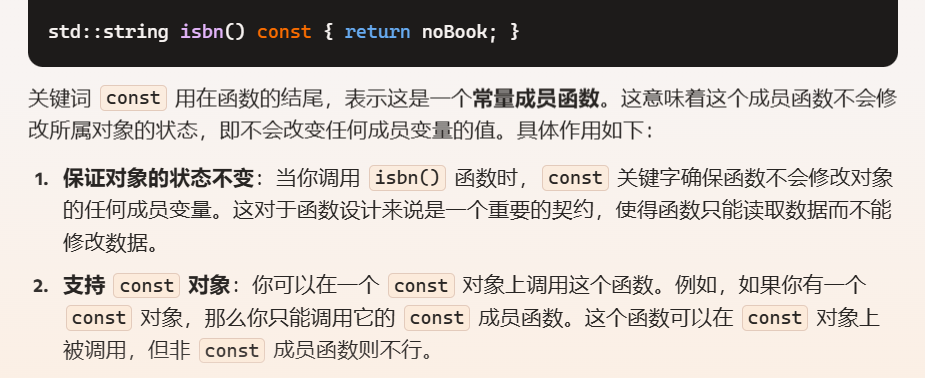 std::string isbn() const { return noBook; }
关键词 const 用在函数的结尾，表示这是一个常量成员函数。这意味着这个成员函数不会修
改所属对象的状态，即不会改变任何成员变量的值。具体作用如下：
1. 保证对象的状态不变：当你调用 isbn() 函数时，const 关键字确保函数不会修改对象
的任何成员变量。这对于函数设计来说是一个重要的契约，使得函数只能读取数据而不能
修改数据。
2. 支持 const 对象：你可以在一个 const 对象上调用这个函数。例如，如果你有一个
const 对象，那么你只能调用它的 const 成员函数。这个函数可以在 const 对象上
被调用，但非 const 成员函数则不行。